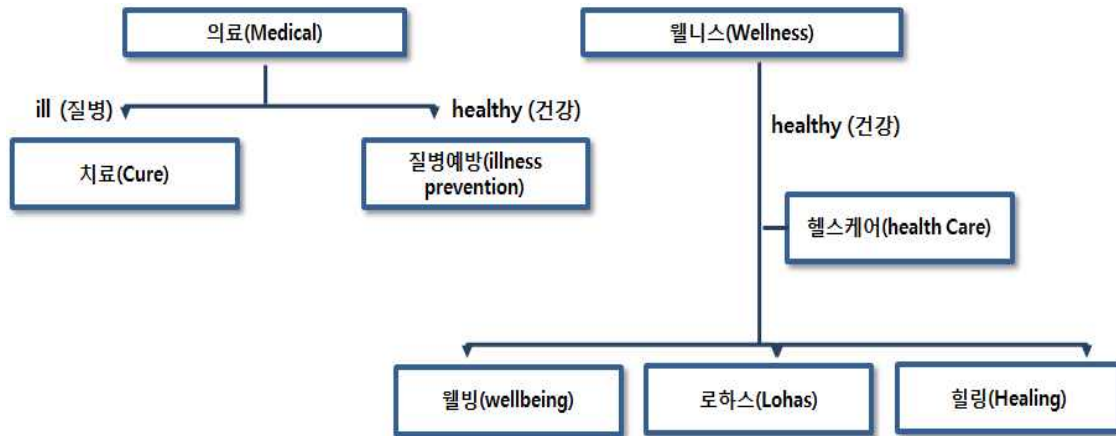 의료(Medical)
웰니스(Wellness)
ill (질병)
healthy (건강)
healthy (건강)
치료(Cure)
질병예방(illness
prevention)
헬스케어(health Care)
웰빙(wellbeing)
로하스(Lohas)
힐링(Healing)